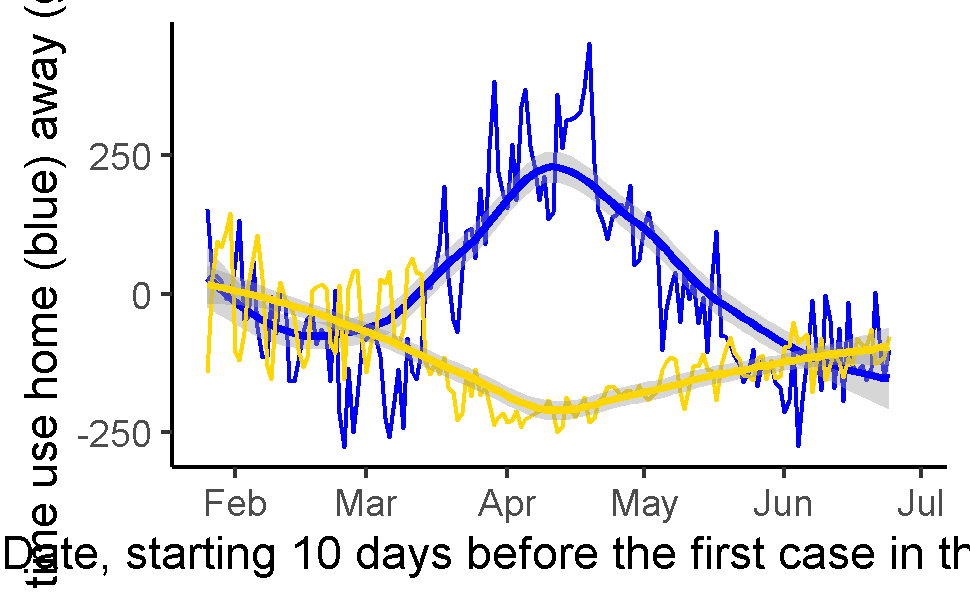 time use home (blue) away (
250
0
-250
Feb Mar Apr May Jun Jul
Date, starting 10 days before the first case in th